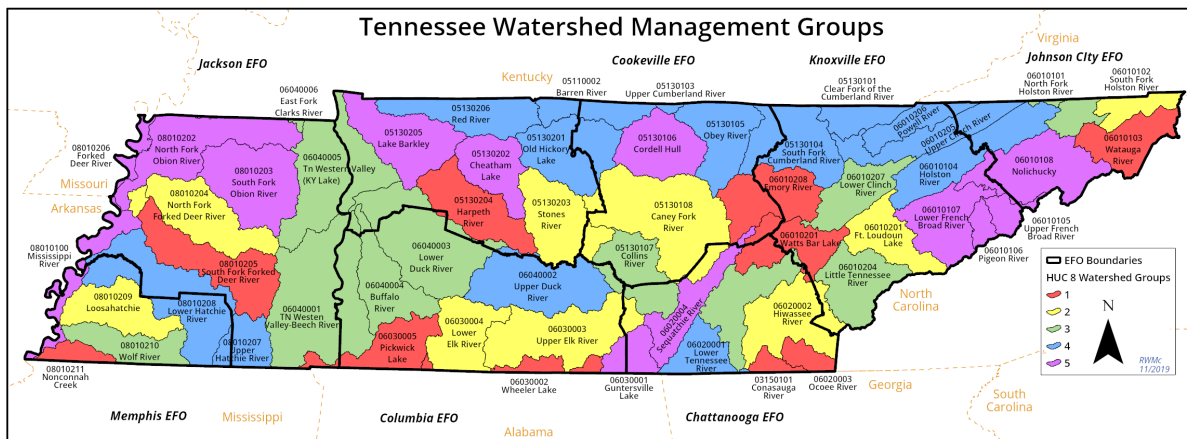 Tennessee Watershed Management Groups
Virginia
Jackson EFO
Cookeville EFO
Knoxville EFO
Johnson CIty EFO
Kentucky
05110002
Barren River
05130103
Upper Cumberland River
05130101
Clear Fork of the
Cumberland River
06010101
North Fork
Holston River
06010102
South Fork
Holston River
06040006
East Fork
Clarks River
08010202
North Fork
Obion River
08010206
Forked
Deer River
Missouri
Arkansas
06040005
Tn Western Valley
(KY Lake)
05130205
Lake Barkley
05130206
Red River
05130202
Cheatham
Lake
05130201
Old Hickory
Lake
05130106
Cordell Hull
05130105
Obey River
05130104
South Fork
Cumberland River
06010206
Powell River
06010205
Upper Clinch River
06010104
Holston
River
06010108
Nolichucky
06010103
Watauga
River
08010203
South Fork
Obion River
08010204
North Fork
Forked Deer River
05130204
Harpeth
River
05130203
Stones
River
05130108
Caney Fork
River
06010208
Emory River
06010207
Lower Clinch
River
06010107
Lower French
Broad River
06010105
Upper French
Broad River
06010106
Pigeon River
06010201
Ft. Loudoun
Lake
06010201
Watts Bar Lake
08010100
Mississippi
River
08010205
South Fork Forked
Deer River
06040003
Lower
Duck River
05130107
Collins
River
06010204
Little Tennessee
River
08010209
Loosahatchie
08010208
Lower Hatchie
River
06040001
TN Westen
Valley-Beech River
06040004
Buffalo
River
06040002
Upper Duck
River
06020004
Sequatchie River
06020002
Hiwassee
River
North
Carolina
08010210
Wolf River
08010207
Upper
Hatchie River
06030005
Pickwick
Lake
06030004
Lower
Elk River
06030003
Upper Elk River
06020001
Lower
Tennessee
River
08010211
Nonconnah
Creek
06030002
Wheeler Lake
06030001
Guntersville
Lake
03150101
Conasauga
River
06020003
Ocoee River
Georgia
South
Carolina
Memphis EFO
Mississippi
Columbia EFO
Alabama
Chattanooga EFO
EFO Boundaries
HUC 8 Watershed Groups
1
2
3
4
5
N
RWMc
11/2019